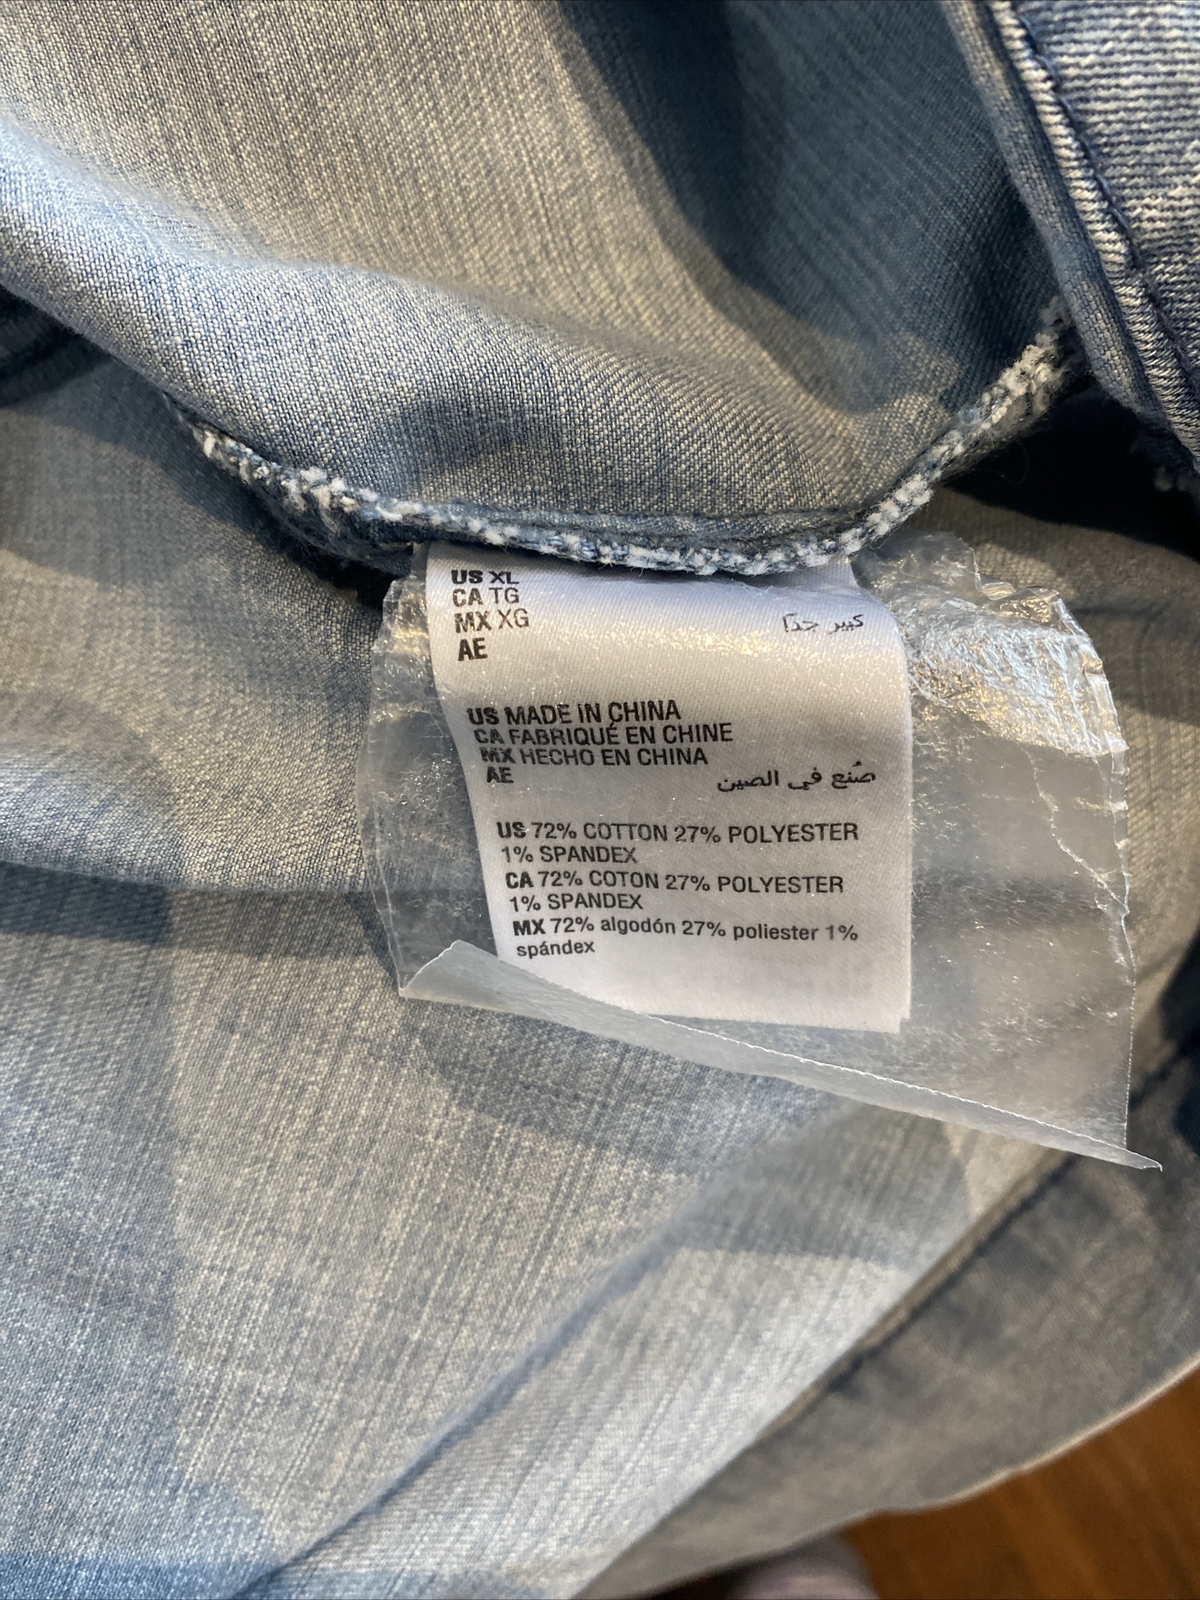 US XL
CA TG
MX XG
كبير جدًا
AE
US MADE IN CHINA
CA FABRIQUÉ EN CHINE
MX HECHO EN CHINA
AE
صُنع في الصين
US 72% COTTON 27% POLYESTER
1% SPANDEX
CA 72% COTON 27% POLYESTER
1% SPANDEX
MX 72% algodón 27% poliester 1%
spándex